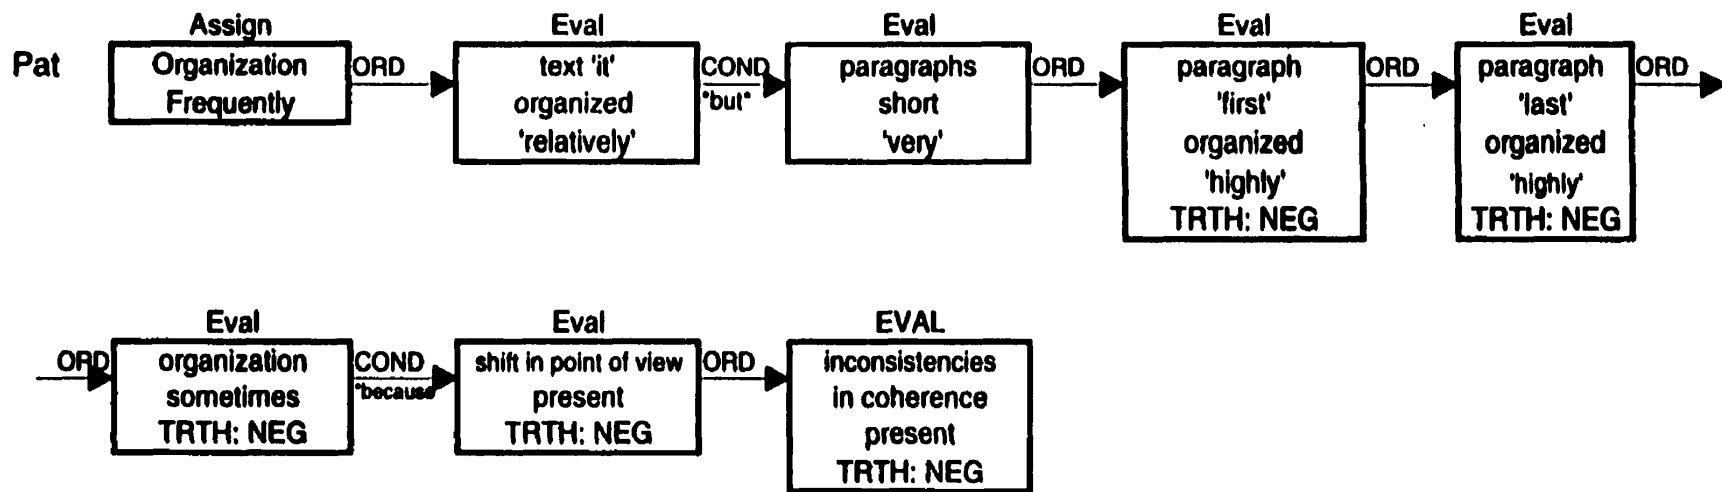 Pat
Assign
Organization
Frequently
ORD
Eval
text 'it'
organized
'relatively'
COND
"but"
Eval
paragraphs
short
'very'
ORD
Eval
paragraph
'first'
organized
'highly'
TRTH: NEG
ORD
Eval
paragraph
'last'
organized
'highly'
TRTH: NEG
ORD
ORD
Eval
organization
sometimes
TRTH: NEG
COND
"because
Eval
shift in point of view
present
TRTH: NEG
ORD
EVAL
inconsistencies
in coherence
present
TRTH: NEG